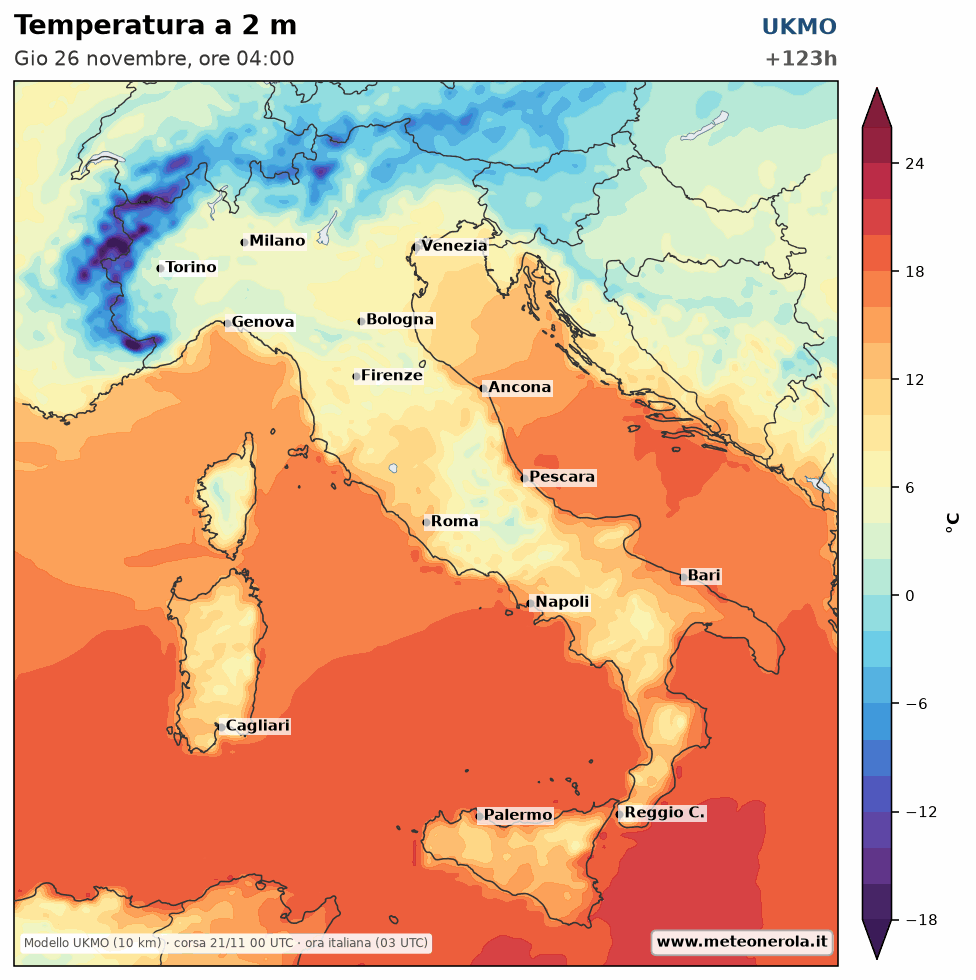 Temperatura a 2 m
UKMO
Gio 26 novembre, ore 04:00
+123h
24
18
12
6
0
−6
−12
−18
°C
Milano
Venezia
Torino
Genova
Bologna
Firenze
Ancona
Pescara
Roma
Bari
Napoli
Cagliari
Palermo
Reggio C.
Modello UKMO (10 km) · corsa 21/11 00 UTC · ora italiana (03 UTC)
www.meteonerola.it